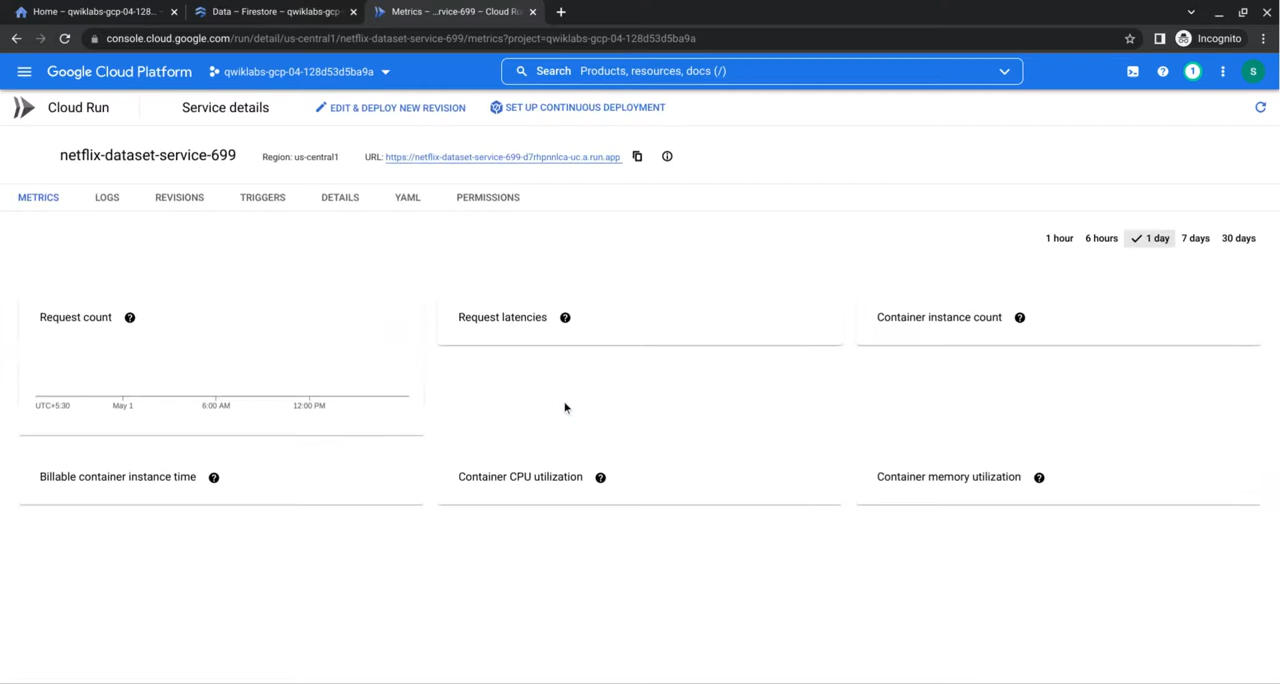 Home – qwiklabs-gcp-04-128...
Data – Firestore – qwiklabs-gcp-
Metrics – ...rvice-699 – Cloud Ru
console.cloud.google.com/run/detail/us-central1/netflix-dataset-service-699/metrics?project=qwiklabs-gcp-04-128d53d5ba9a
Incognito
Google Cloud Platform
qwiklabs-gcp-04-128d53d5ba9a
Search Products, resources, docs (/)
1
S
Cloud Run
Service details
EDIT & DEPLOY NEW REVISION
SET UP CONTINUOUS DEPLOYMENT
netflix-dataset-service-699
Region: us-central1
URL: https://netflix-dataset-service-699-d7rhpnnlca-uc.a.run.app
METRICS
LOGS
REVISIONS
TRIGGERS
DETAILS
YAML
PERMISSIONS
1 hour
6 hours
1 day
7 days
30 days
Request count
Request latencies
Container instance count
UTC+5:30
May 1
6:00 AM
12:00 PM
Billable container instance time
Container CPU utilization
Container memory utilization